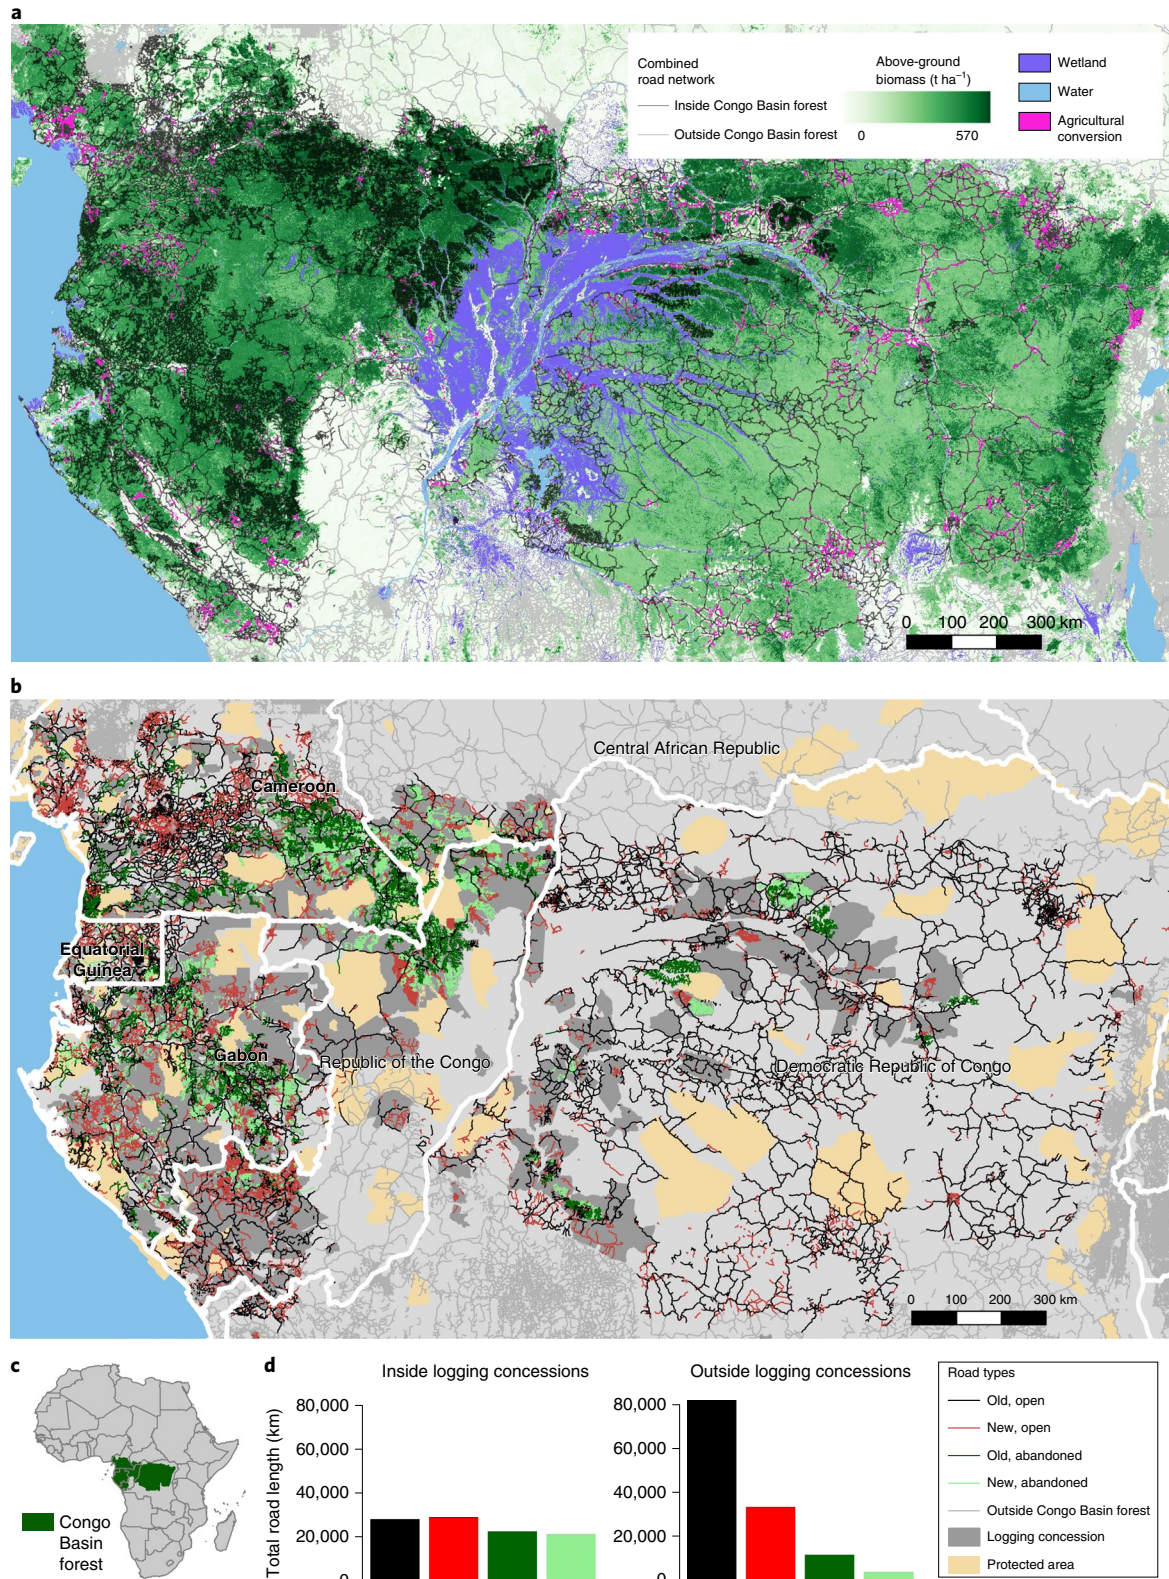 a
Combined
road network
Inside Congo Basin forest
Outside Congo Basin forest
Above-ground
biomass (t ha⁻¹)
0 570
Wetland
Water
Agricultural
conversion
0 100 200 300 km
b
Central African Republic
Cameroon
Equatorial
Guinea
Gabon
Republic of the Congo
Democratic Republic of Congo
0 100 200 300 km
c
Congo
Basin
forest
d
Inside logging concessions
Total road length (km)
80,000
60,000
40,000
20,000
0
Outside logging concessions
80,000
60,000
40,000
20,000
0
Road types
Old, open
New, open
Old, abandoned
New, abandoned
Outside Congo Basin forest
Logging concession
Protected area